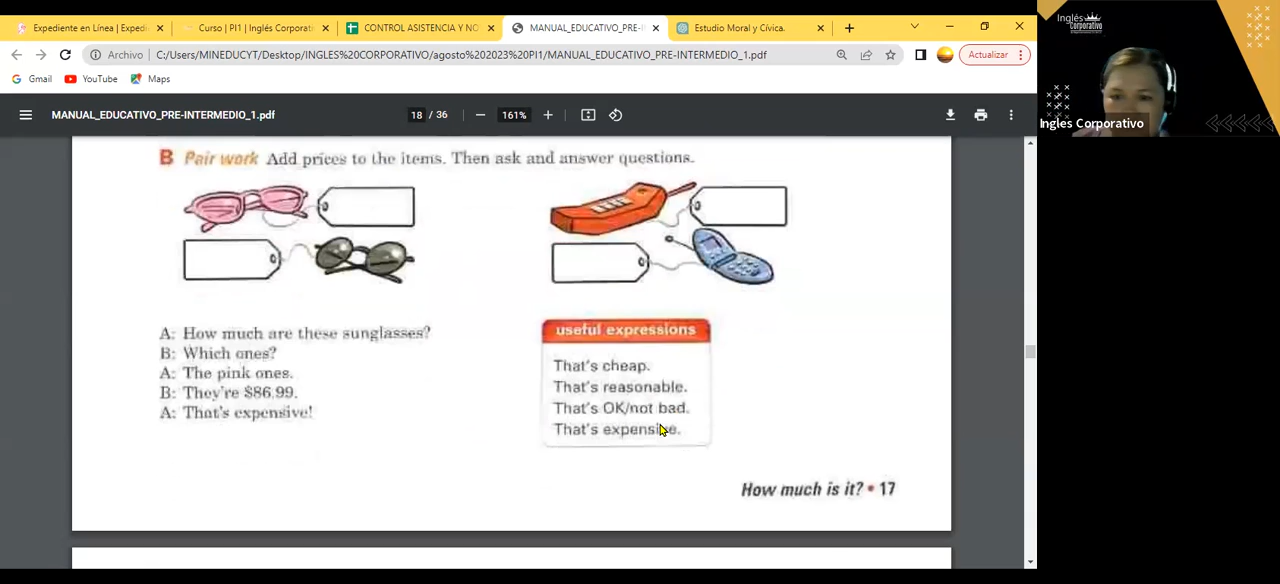 Expediente en Línea | Expedi
Curso | PI1 | Inglés Corporativ
CONTROL ASISTENCIA Y NO
MANUAL_EDUCATIVO_PRE-
Estudio Moral y Cívica.
Archivo
C:/Users/MINEDUCYT/Desktop/INGLES%20CORPORATIVO/agosto%202023%20PI1/MANUAL_EDUCATIVO_PRE-INTERMEDIO_1.pdf
Actualizar
Gmail
YouTube
Maps
MANUAL_EDUCATIVO_PRE-INTERMEDIO_1.pdf
18 / 36
161%
Inglés
Corporativo
Ingles Corporativo
B Pair work Add prices to the items. Then ask and answer questions.
A: How much are these sunglasses?
B: Which ones?
A: The pink ones.
B: They're $86.99.
A: That's expensive!
useful expressions
That's cheap.
That's reasonable.
That's OK/not bad.
That's expensive.
How much is it? • 17